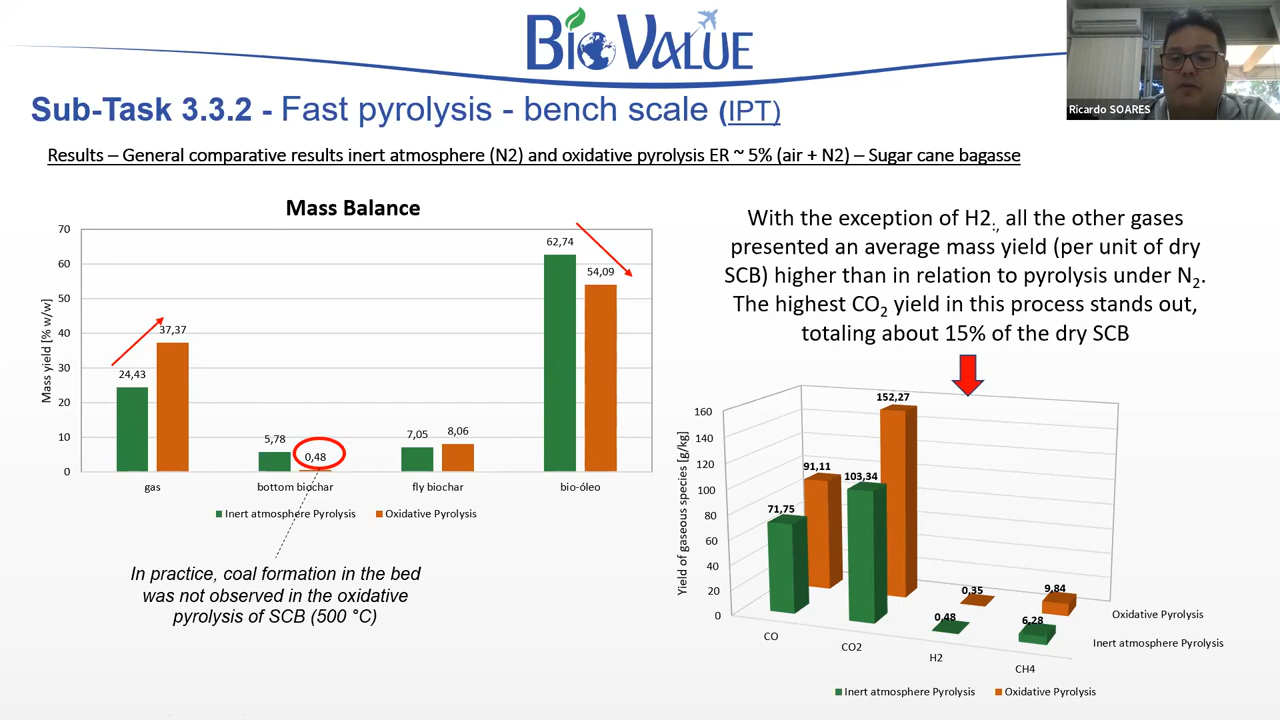 BioVALUE
Ricardo SOARES
Sub-Task 3.3.2 - Fast pyrolysis - bench scale (IPT)
Results – General comparative results inert atmosphere (N2) and oxidative pyrolysis ER ~ 5% (air + N2) – Sugar cane bagasse
Mass Balance
Mass yield [% w/w]
70
60
50
40
30
20
10
0
24,43
37,37
5,78
0,48
7,05
8,06
62,74
54,09
gas
bottom biochar
fly biochar
bio-óleo
Inert atmosphere Pyrolysis
Oxidative Pyrolysis
In practice, coal formation in the bed
was not observed in the oxidative
pyrolysis of SCB (500 °C)
With the exception of H2., all the other gases
presented an average mass yield (per unit of dry
SCB) higher than in relation to pyrolysis under N₂.
The highest CO₂ yield in this process stands out,
totaling about 15% of the dry SCB
Yield of gaseous species [g/kg]
160
140
120
100
80
60
40
20
0
71,75
91,11
103,34
152,27
0,48
0,35
6,28
9,84
CO
CO2
H2
CH4
Oxidative Pyrolysis
Inert atmosphere Pyrolysis
Inert atmosphere Pyrolysis
Oxidative Pyrolysis